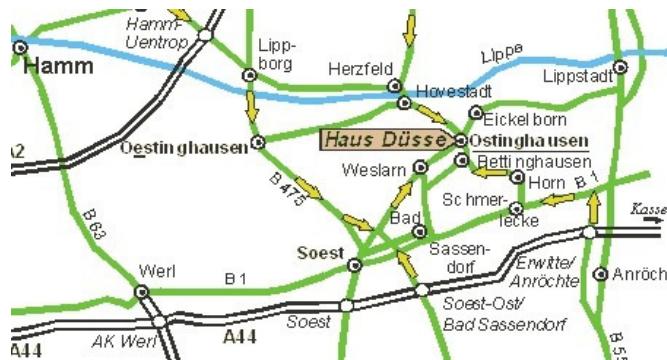 Hamm-
Uentrop
Lipp-
borg
Herzfeld
Lippe
Lippstadt
Hamm
Hovestadt
Eickelborn
Oestinghausen
Haus Düsse
Ostinghausen
A2
Bettinghausen
Weslarn
Horn
B 1
B 475
Schmer-
lecke
Kassel
B 63
Bad
Sassen-
dorf
Soest
Erwitte/
Anröchte
Werl
B 1
Anröch
Soest
Soest-Ost/
Bad Sassendorf
AK Werl
A44
A44
B 55